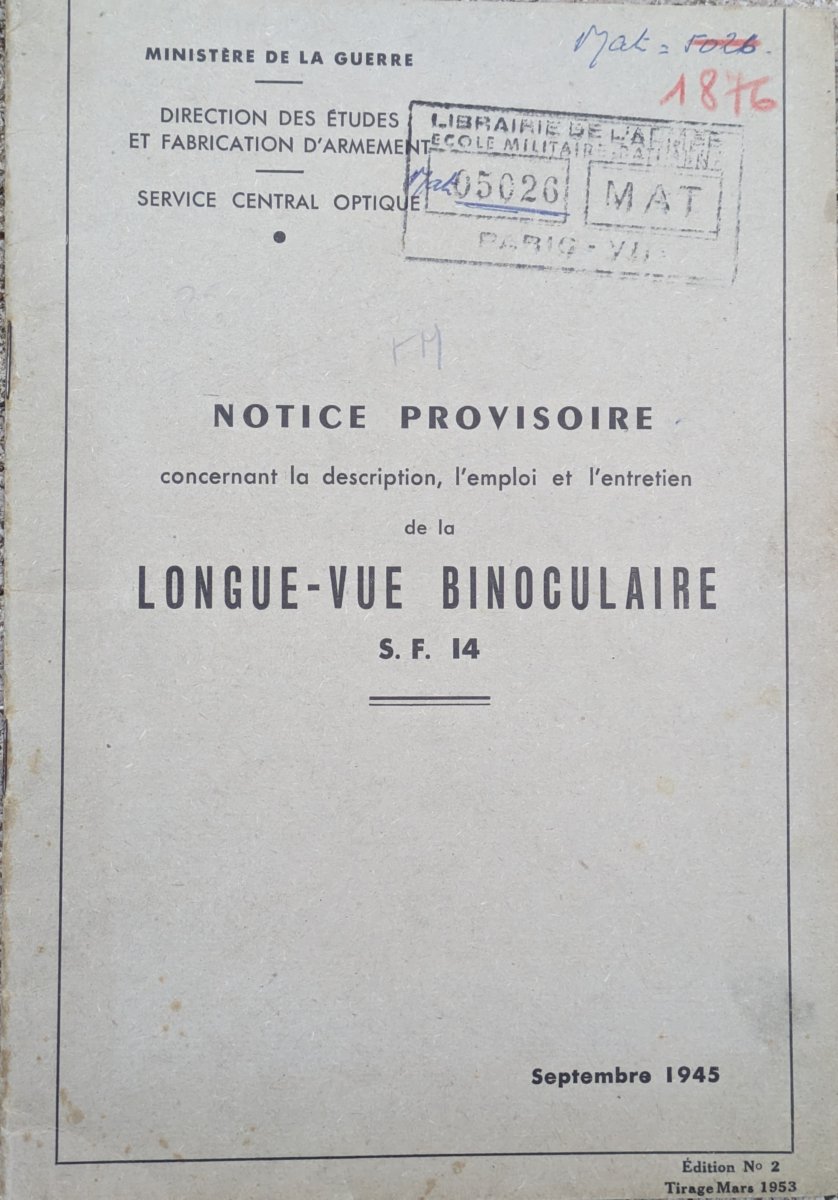 Mat = 5026.
1876
MINISTÈRE DE LA GUERRE
DIRECTION DES ÉTUDES
ET FABRICATION D'ARMEMENT
SERVICE CENTRAL OPTIQUE
LIBRAIRIE DE L'ARMÉE
ECOLE MILITAIRE
Mat 05026 MAT
PARIS - VII
NOTICE PROVISOIRE
concernant la description, l'emploi et l'entretien
de la
LONGUE-VUE BINOCULAIRE
S. F. 14
Septembre 1945
Édition No 2
Tirage Mars 1953